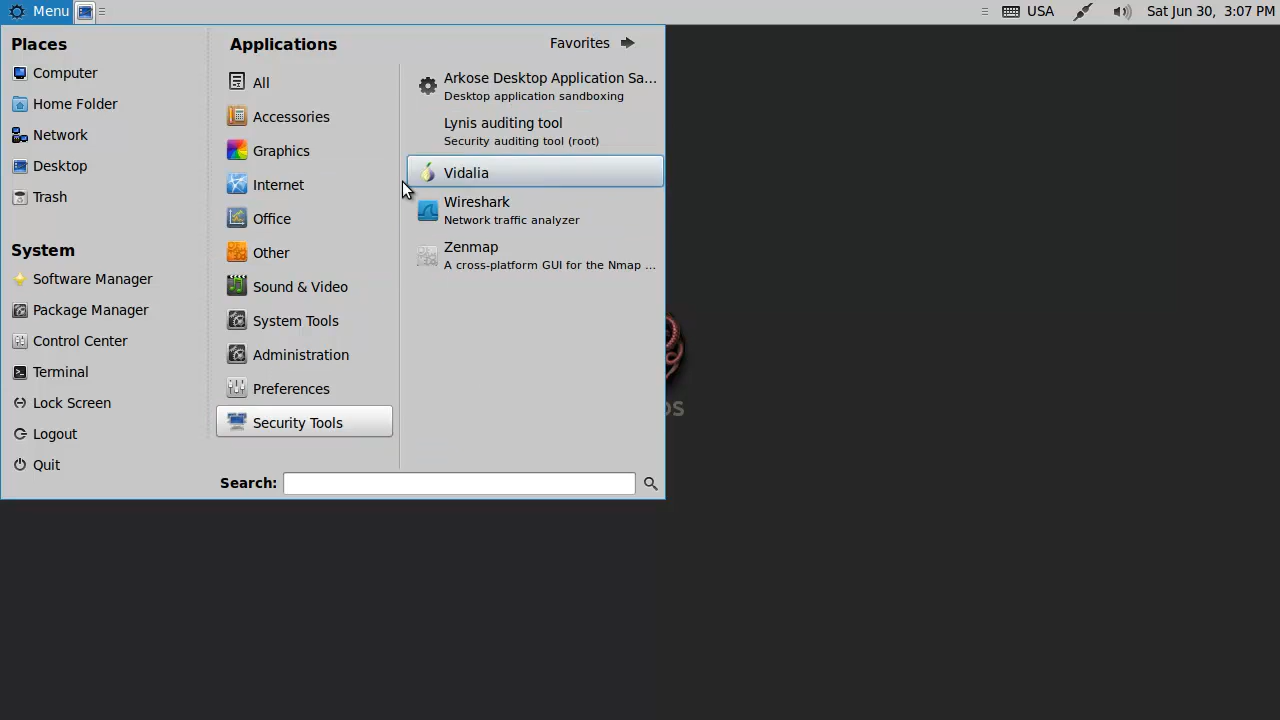 Menu
USA
Sat Jun 30, 3:07 PM
Places
Computer
Home Folder
Network
Desktop
Trash
System
Software Manager
Package Manager
Control Center
Terminal
Lock Screen
Logout
Quit
Applications
Favorites
All
Accessories
Graphics
Internet
Office
Other
Sound & Video
System Tools
Administration
Preferences
Security Tools
Arkose Desktop Application Sa...
Desktop application sandboxing
Lynis auditing tool
Security auditing tool (root)
Vidalia
Wireshark
Network traffic analyzer
Zenmap
A cross-platform GUI for the Nmap ...
Search:
OS